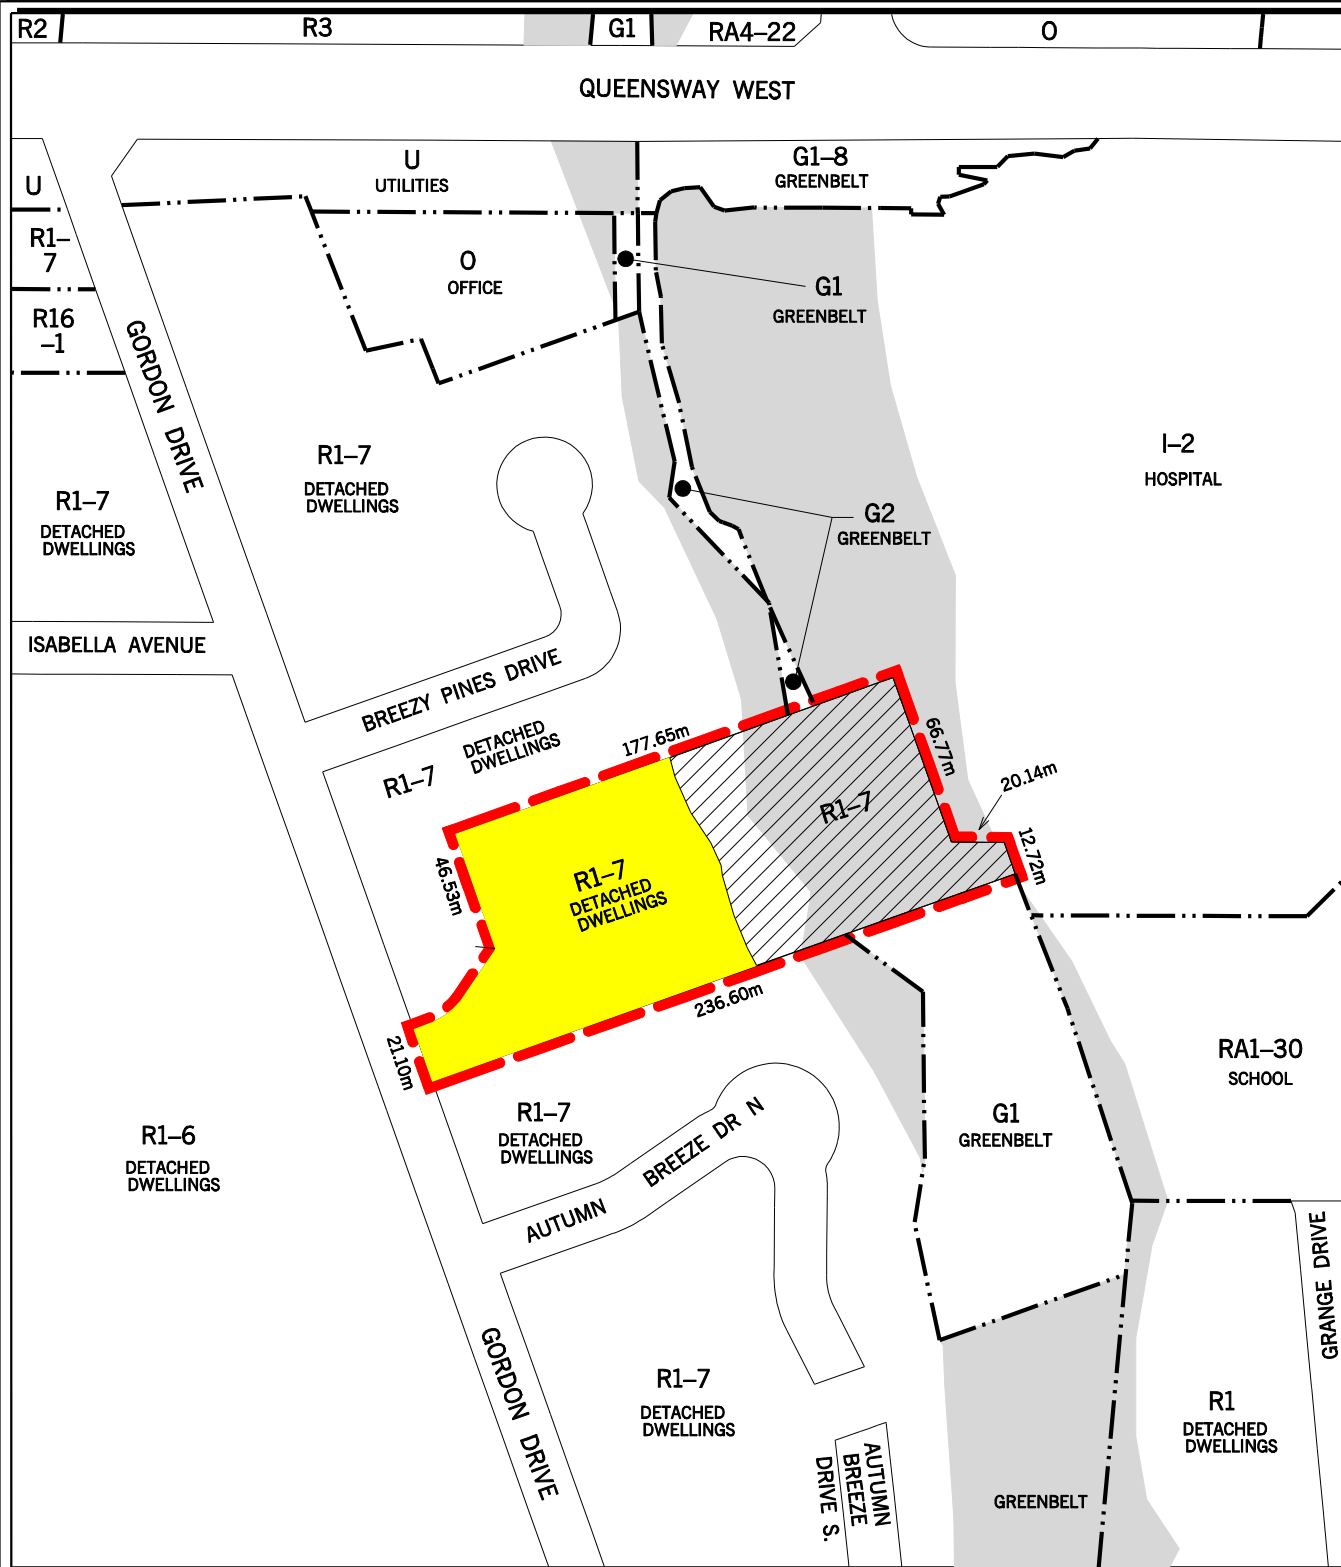 R2
R3
G1
RA4–22
O
QUEENSWAY WEST
U
UTILITIES
G1–8
GREENBELT
U
R1–
7
R16
–1
O
OFFICE
G1
GREENBELT
GORDON DRIVE
R1–7
DETACHED
DWELLINGS
R1–7
DETACHED
DWELLINGS
G2
GREENBELT
I–2
HOSPITAL
ISABELLA AVENUE
BREEZY PINES DRIVE
R1–7
DETACHED
DWELLINGS
177.65m
66.77m
20.14m
12.72m
R1–7
46.53m
R1–7
DETACHED
DWELLINGS
236.60m
21.10m
R1–6
DETACHED
DWELLINGS
R1–7
DETACHED
DWELLINGS
AUTUMN BREEZE DR N
G1
GREENBELT
RA1–30
SCHOOL
GRANGE DRIVE
GORDON DRIVE
R1–7
DETACHED
DWELLINGS
AUTUMN
BREEZE
DRIVE S.
R1
DETACHED
DWELLINGS
GREENBELT